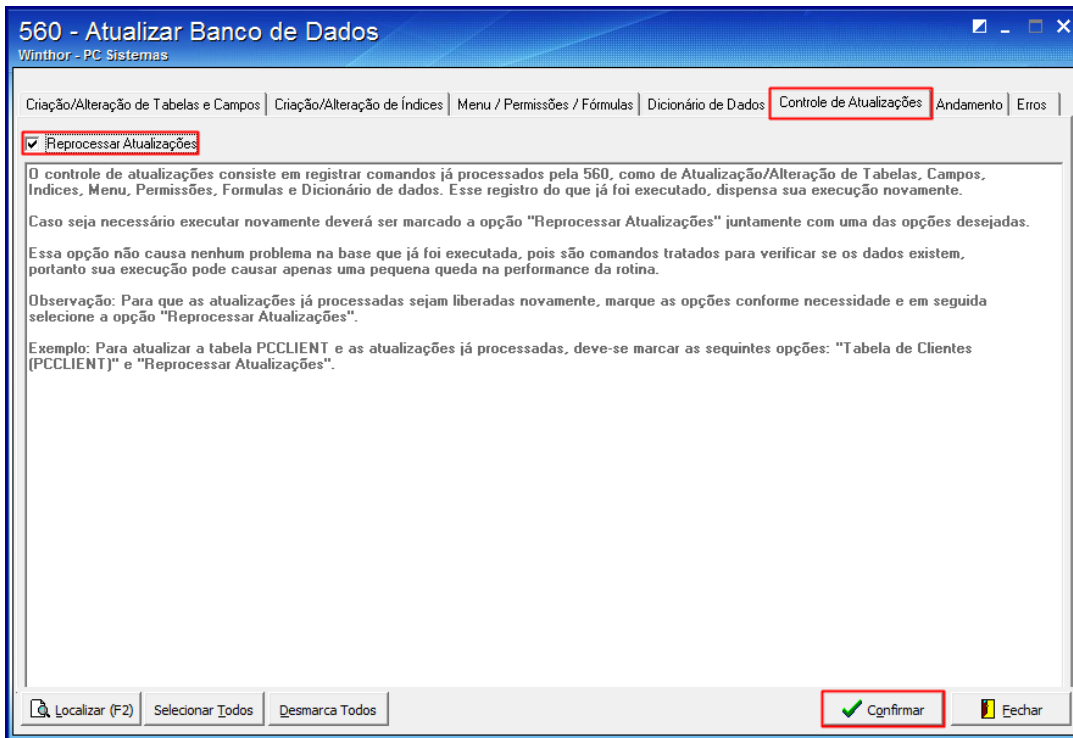 560 - Atualizar Banco de Dados
Winthor - PC Sistemas
Criação/Alteração de Tabelas e Campos
Criação/Alteração de Índices
Menu / Permissões / Fórmulas
Dicionário de Dados
Controle de Atualizações
Andamento
Erros
Reprocessar Atualizações
O controle de atualizações consiste em registrar comandos já processados pela 560, como de Atualização/Alteração de Tabelas, Campos,
Indices, Menu, Permissões, Formulas e Dicionário de dados. Esse registro do que já foi executado, dispensa sua execução novamente.
Caso seja necessário executar novamente deverá ser marcado a opção "Reprocessar Atualizações" juntamente com uma das opções desejadas.
Essa opção não causa nenhum problema na base que já foi executada, pois são comandos tratados para verificar se os dados existem,
portanto sua execução pode causar apenas uma pequena queda na performance da rotina.
Observação: Para que as atualizações já processadas sejam liberadas novamente, marque as opções conforme necessidade e em seguida
selecione a opção "Reprocessar Atualizações".
Exemplo: Para atualizar a tabela PCCLIENT e as atualizações já processadas, deve-se marcar as sequintes opções: "Tabela de Clientes
(PCCLIENT)" e "Reprocessar Atualizações".
Localizar (F2)
Selecionar Todos
Desmarca Todos
Confirmar
Fechar